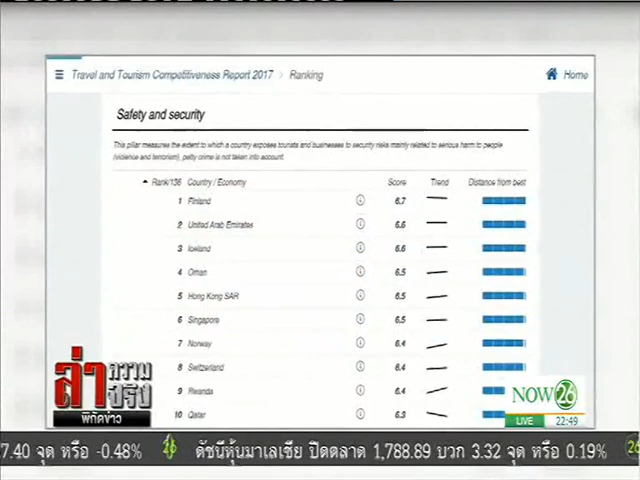 Travel and Tourism Competitiveness Report 2017 › Ranking
Home
Safety and security
This pillar measures the extent to which a country exposes tourists and businesses to security risks mainly related to serious harm to people
(violence and terrorism), petty crime is not taken into account.
Rank/136 Country / Economy Score Trend Distance from best
1 Finland 6.7
2 United Arab Emirates 6.6
3 Iceland 6.6
4 Oman 6.5
5 Hong Kong SAR 6.5
6 Singapore 6.5
7 Norway 6.4
8 Switzerland 6.4
9 Rwanda 6.4
10 Qatar 6.3
ล่าความจริง
พิกัดข่าว
NOW26
LIVE 22:49
7.40 จุด หรือ -0.48% 26 ดัชนีหุ้นมาเลเซีย ปิดตลาด 1,788.89 บวก 3.32 จุด หรือ 0.19%